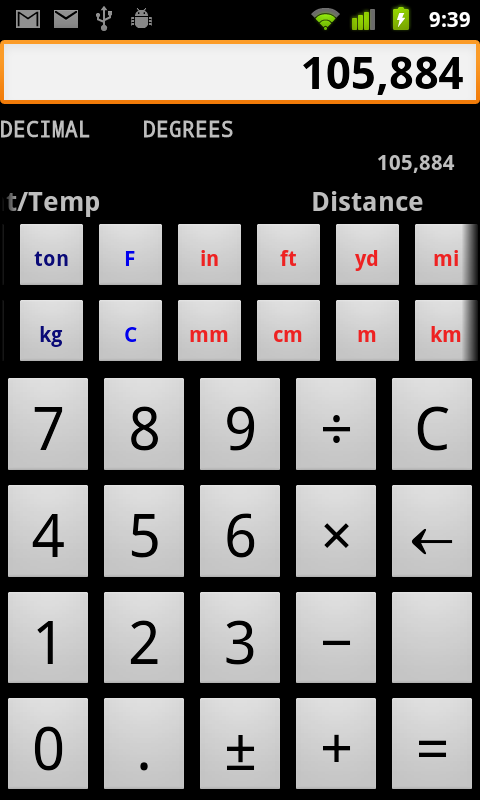 9:39
105,884
DECIMAL DEGREES
105,884
t/Temp Distance
ton F in ft yd mi
kg C mm cm m km
7 8 9 ÷ C
4 5 6 × ←
1 2 3 −
0 . ± + =